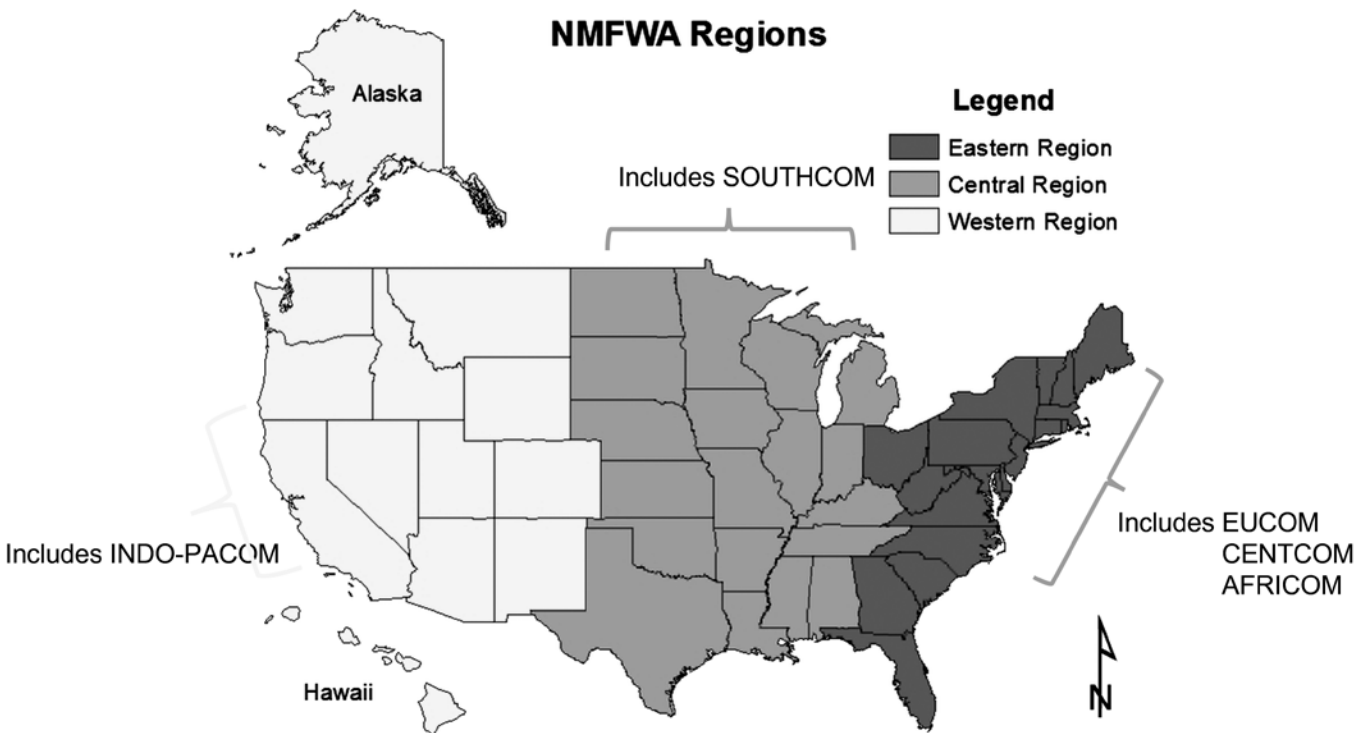 NMFWA Regions
Alaska
Legend
Eastern Region
Central Region
Western Region
Includes SOUTHCOM
Includes INDO-PACOM
Includes EUCOM
CENTCOM
AFRICOM
Hawaii
N